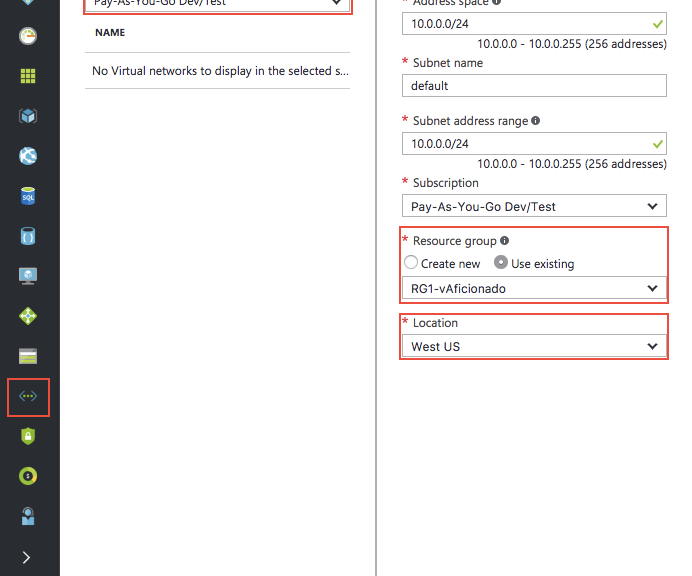 Pay-As-You-Go Dev/Test
NAME
No Virtual networks to display in the selected s...
* Address space
10.0.0.0/24
10.0.0.0 - 10.0.0.255 (256 addresses)
* Subnet name
default
* Subnet address range
10.0.0.0/24
10.0.0.0 - 10.0.0.255 (256 addresses)
* Subscription
Pay-As-You-Go Dev/Test
* Resource group
Create new Use existing
RG1-vAficionado
* Location
West US
SQL